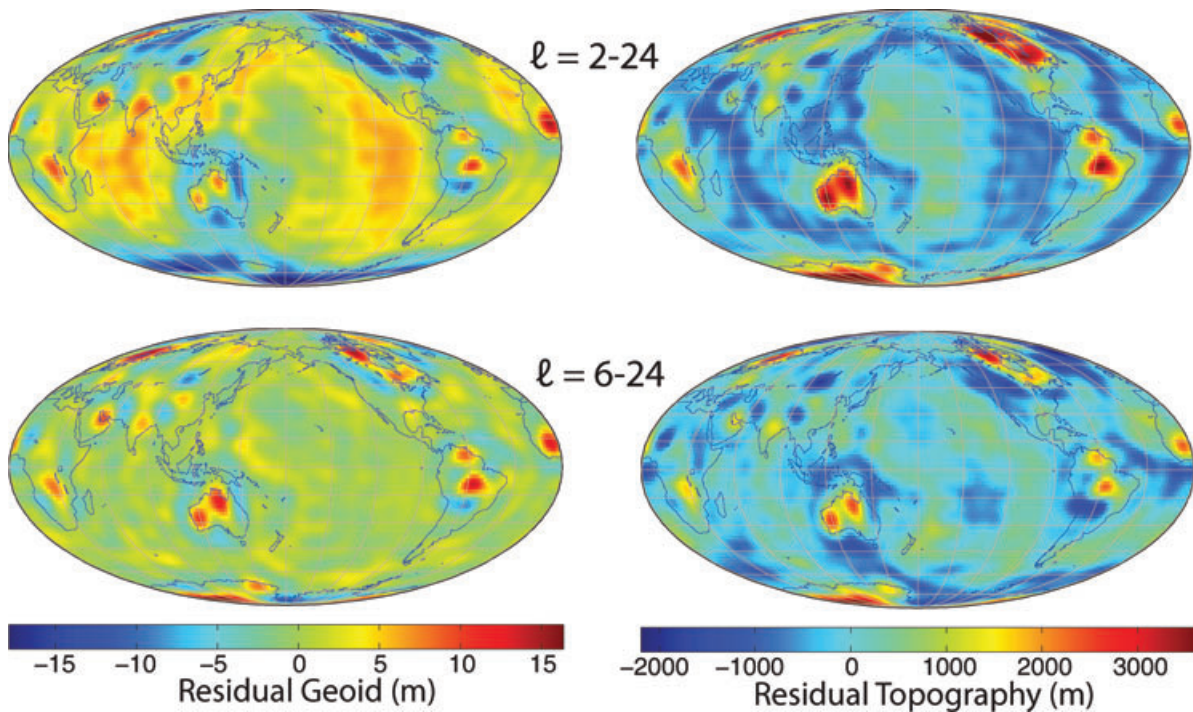 ℓ = 2-24
ℓ = 6-24
−15 −10 −5 0 5 10 15
Residual Geoid (m)
−2000 −1000 0 1000 2000 3000
Residual Topography (m)